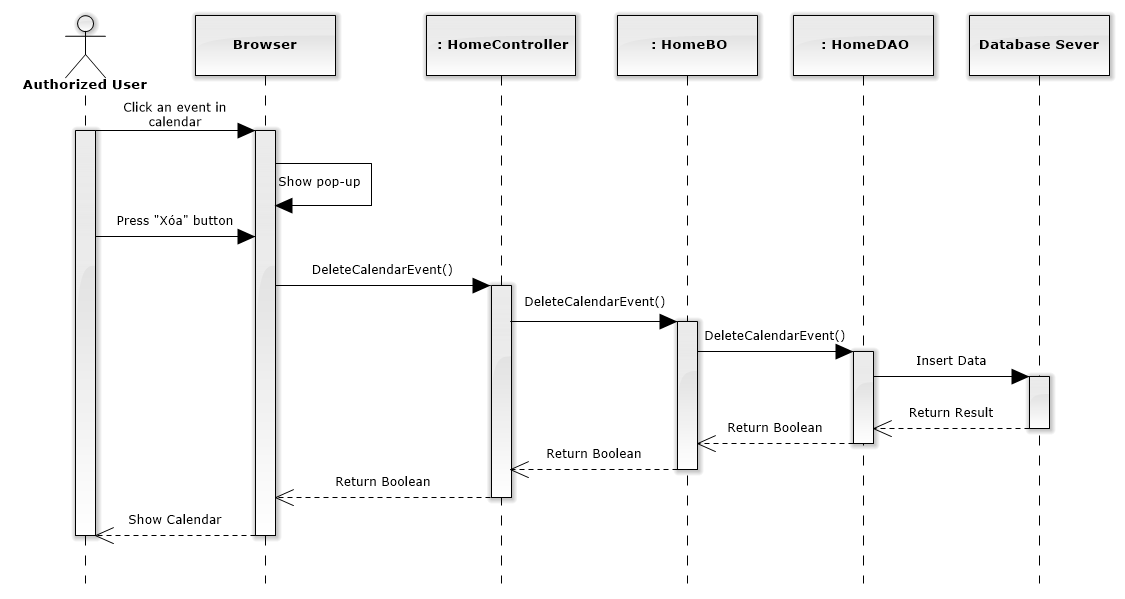 Authorized User
Browser
: HomeController
: HomeBO
: HomeDAO
Database Sever
Click an event in
calendar
Show pop-up
Press "Xóa" button
DeleteCalendarEvent()
DeleteCalendarEvent()
DeleteCalendarEvent()
Insert Data
Return Result
Return Boolean
Return Boolean
Return Boolean
Show Calendar